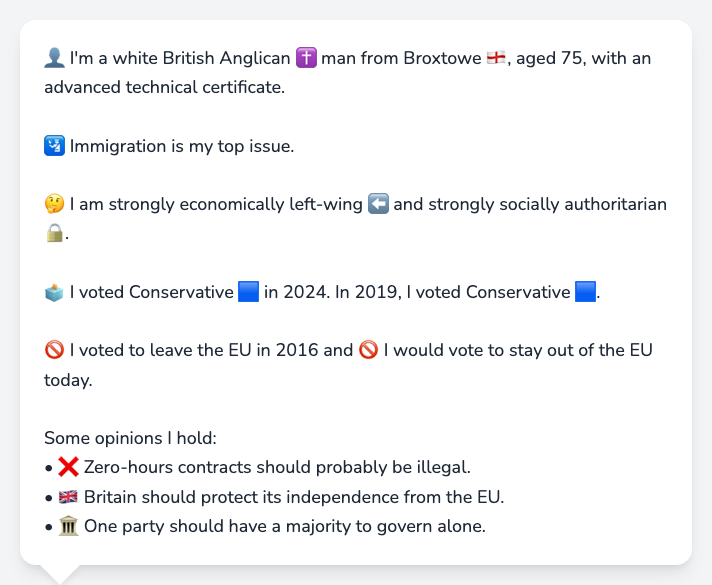 👤 I'm a white British Anglican ✝️ man from Broxtowe 🏴󠁧󠁢󠁥󠁮󠁧󠁿, aged 75, with an
advanced technical certificate.
🛂 Immigration is my top issue.
🤔 I am strongly economically left-wing ⬅️ and strongly socially authoritarian
🔒.
🗳️ I voted Conservative 🟦 in 2024. In 2019, I voted Conservative 🟦.
🚫 I voted to leave the EU in 2016 and 🚫 I would vote to stay out of the EU
today.
Some opinions I hold:
• ❌ Zero-hours contracts should probably be illegal.
• 🇬🇧 Britain should protect its independence from the EU.
• 🏛️ One party should have a majority to govern alone.